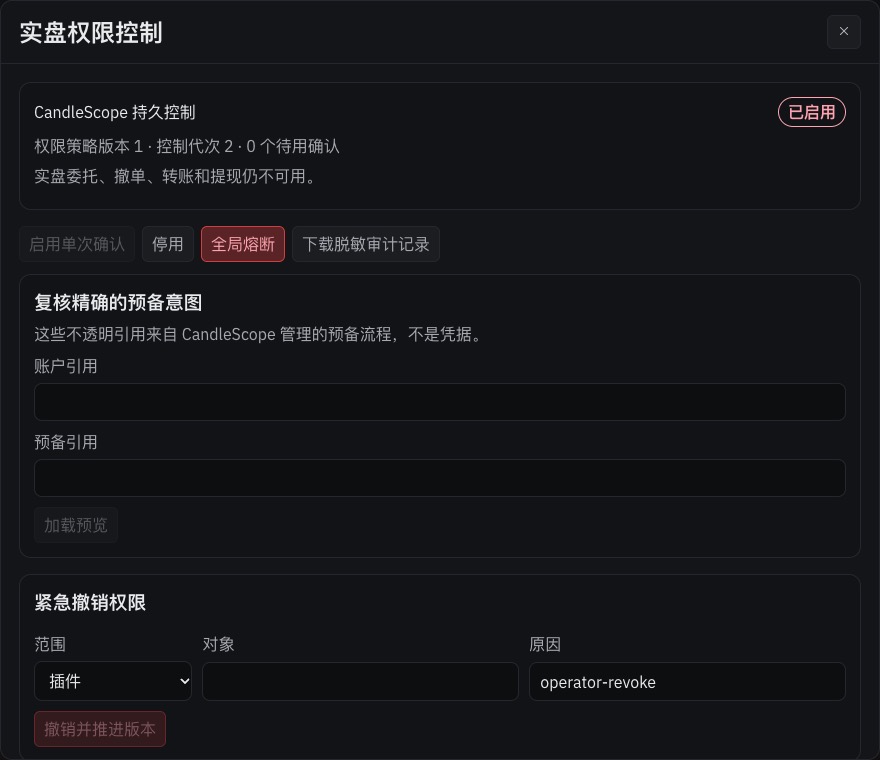 实盘权限控制
×
CandleScope 持久控制
已启用
权限策略版本 1 · 控制代次 2 · 0 个待用确认
实盘委托、撤单、转账和提现仍不可用。
启用单次确认 停用 全局熔断 下载脱敏审计记录
复核精确的预备意图
这些不透明引用来自 CandleScope 管理的预备流程，不是凭据。
账户引用
预备引用
加载预览
紧急撤销权限
范围 对象 原因
插件 operator-revoke
撤销并推进版本